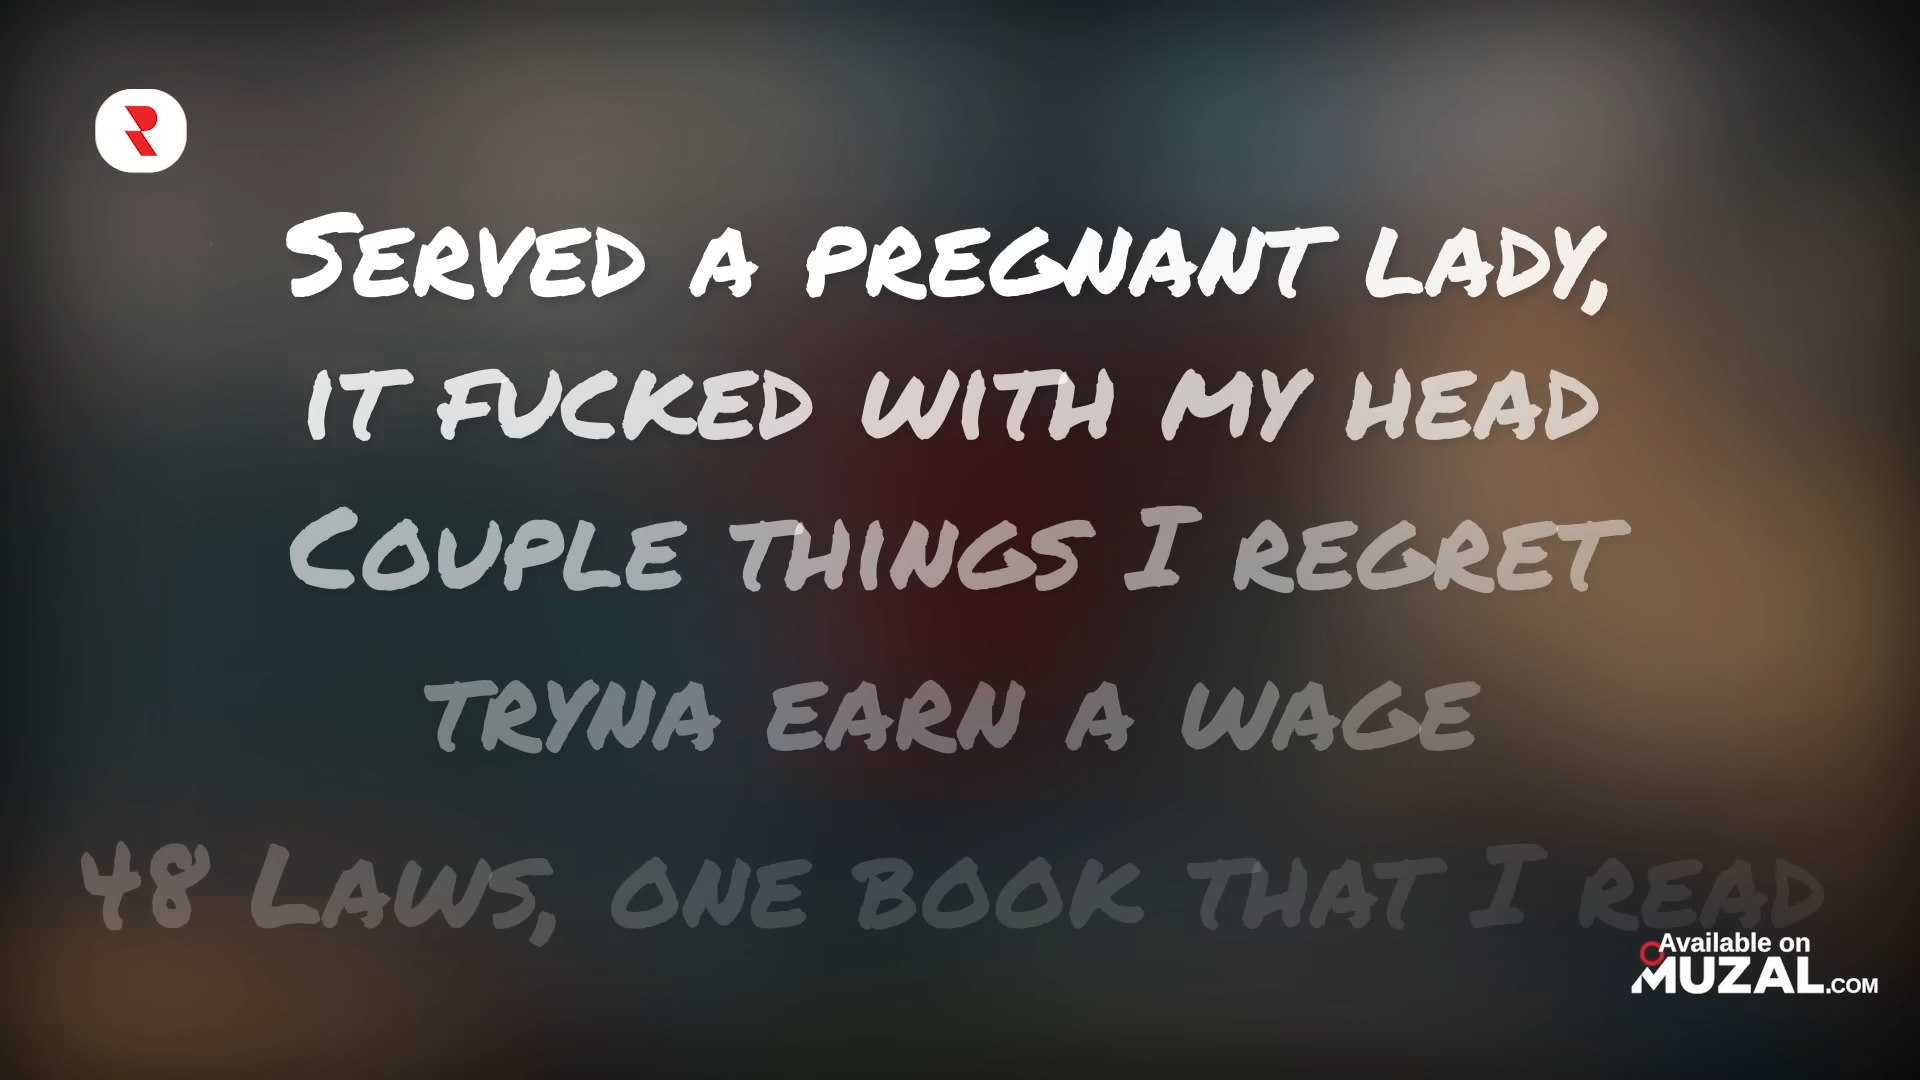 R
Served a pregnant lady,
it fucked with my head
Couple things I regret
tryna earn a wage
48 Laws, one book that I read
Available on
MUZAL.COM